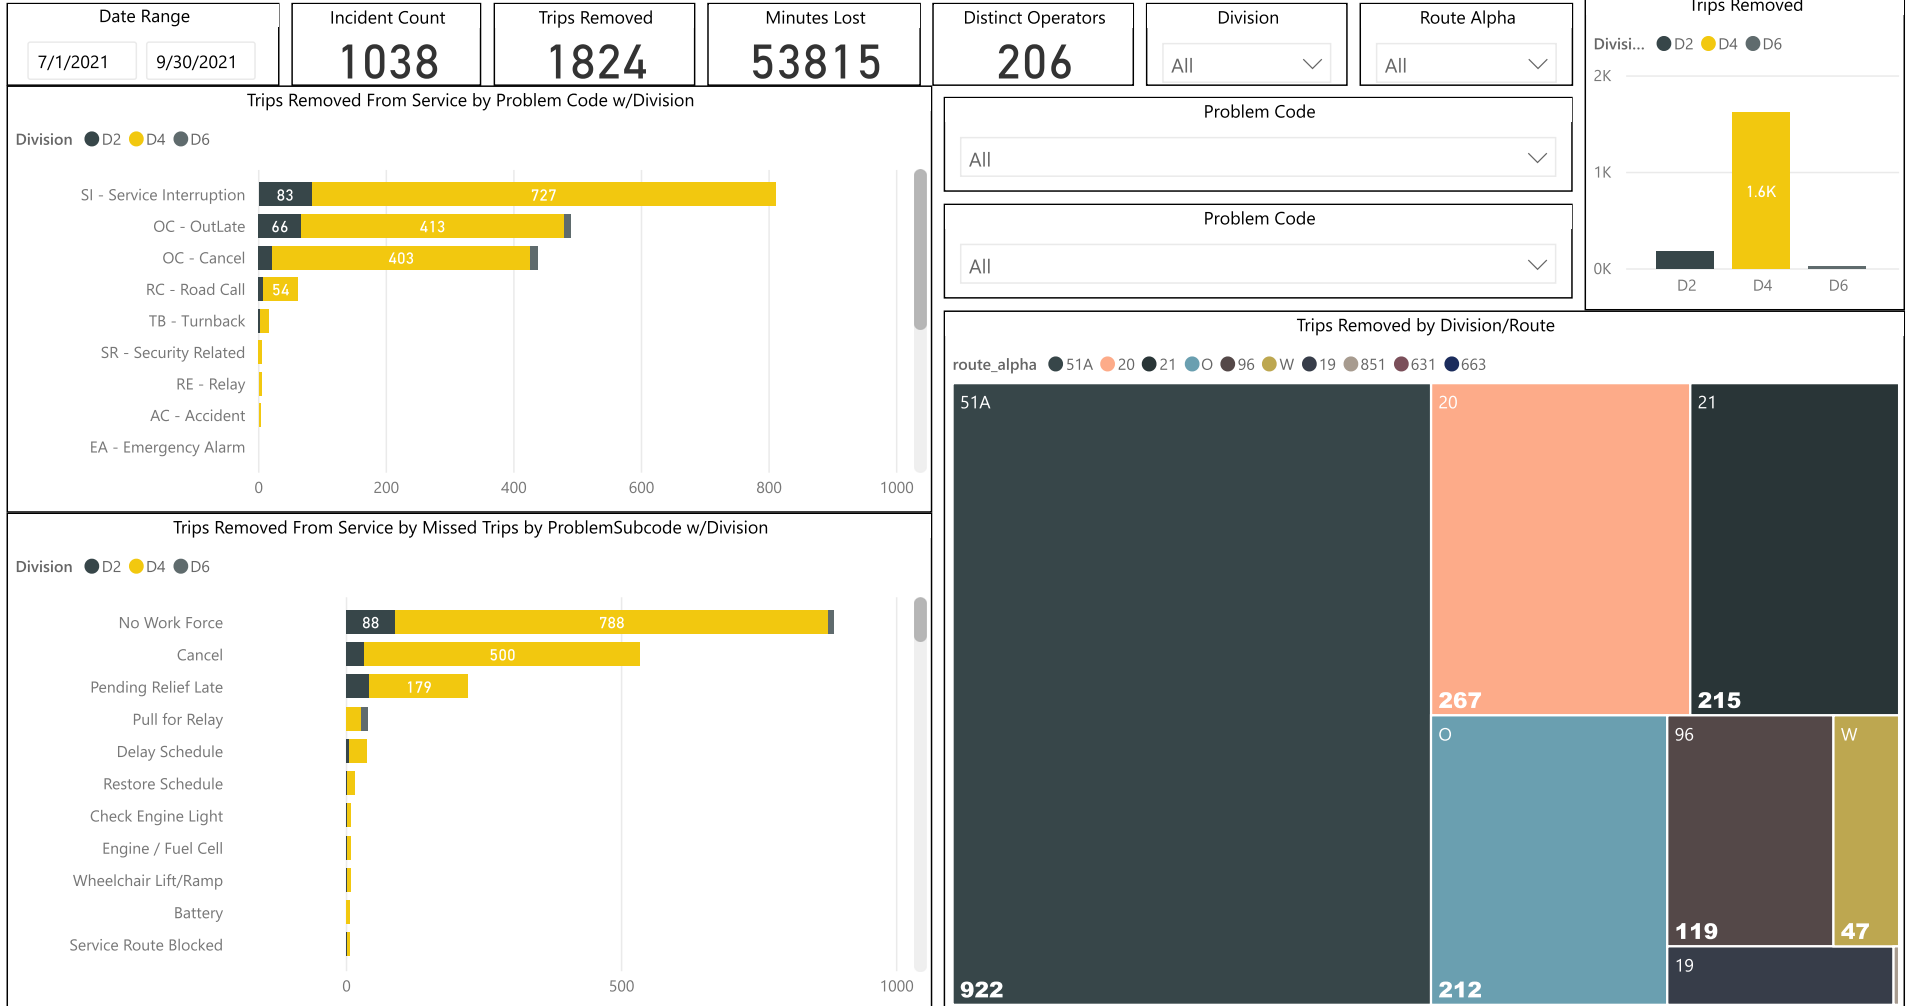 Date Range
7/1/2021
9/30/2021
Incident Count
1038
Trips Removed
1824
Minutes Lost
53815
Distinct Operators
206
Division
All
Route Alpha
All
Trips Removed
Divisi... D2 D4 D6
2K
1K
0K
1.6K
D2 D4 D6
Trips Removed From Service by Problem Code w/Division
Division D2 D4 D6
SI - Service Interruption 83 727
OC - OutLate 66 413
OC - Cancel 403
RC - Road Call 54
TB - Turnback
SR - Security Related
RE - Relay
AC - Accident
EA - Emergency Alarm
0 200 400 600 800 1000
Problem Code
All
Problem Code
All
Trips Removed From Service by Missed Trips by ProblemSubcode w/Division
Division D2 D4 D6
No Work Force 88 788
Cancel 500
Pending Relief Late 179
Pull for Relay
Delay Schedule
Restore Schedule
Check Engine Light
Engine / Fuel Cell
Wheelchair Lift/Ramp
Battery
Service Route Blocked
0 500 1000
Trips Removed by Division/Route
route_alpha 51A 20 21 O 96 W 19 851 631 663
51A
922
20
267
21
215
O
212
96
119
W
47
19